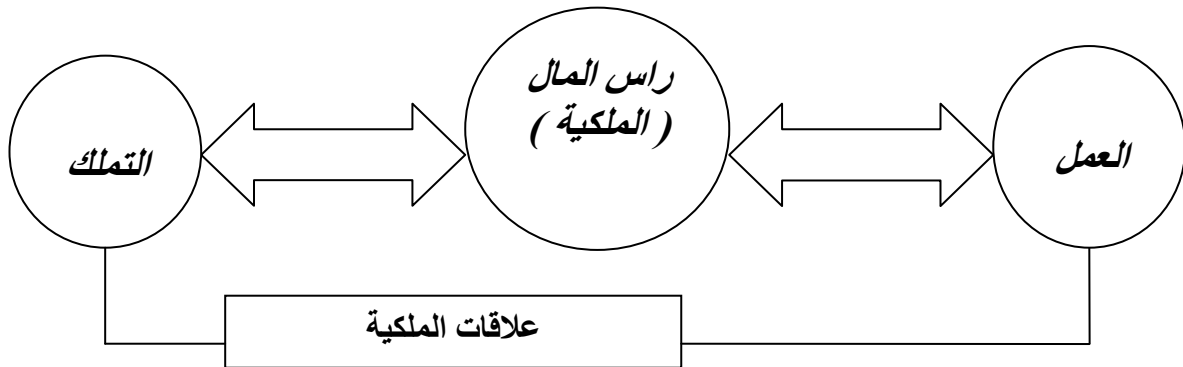 العمل
راس المال
( الملكية )
التملك
علاقات الملكية